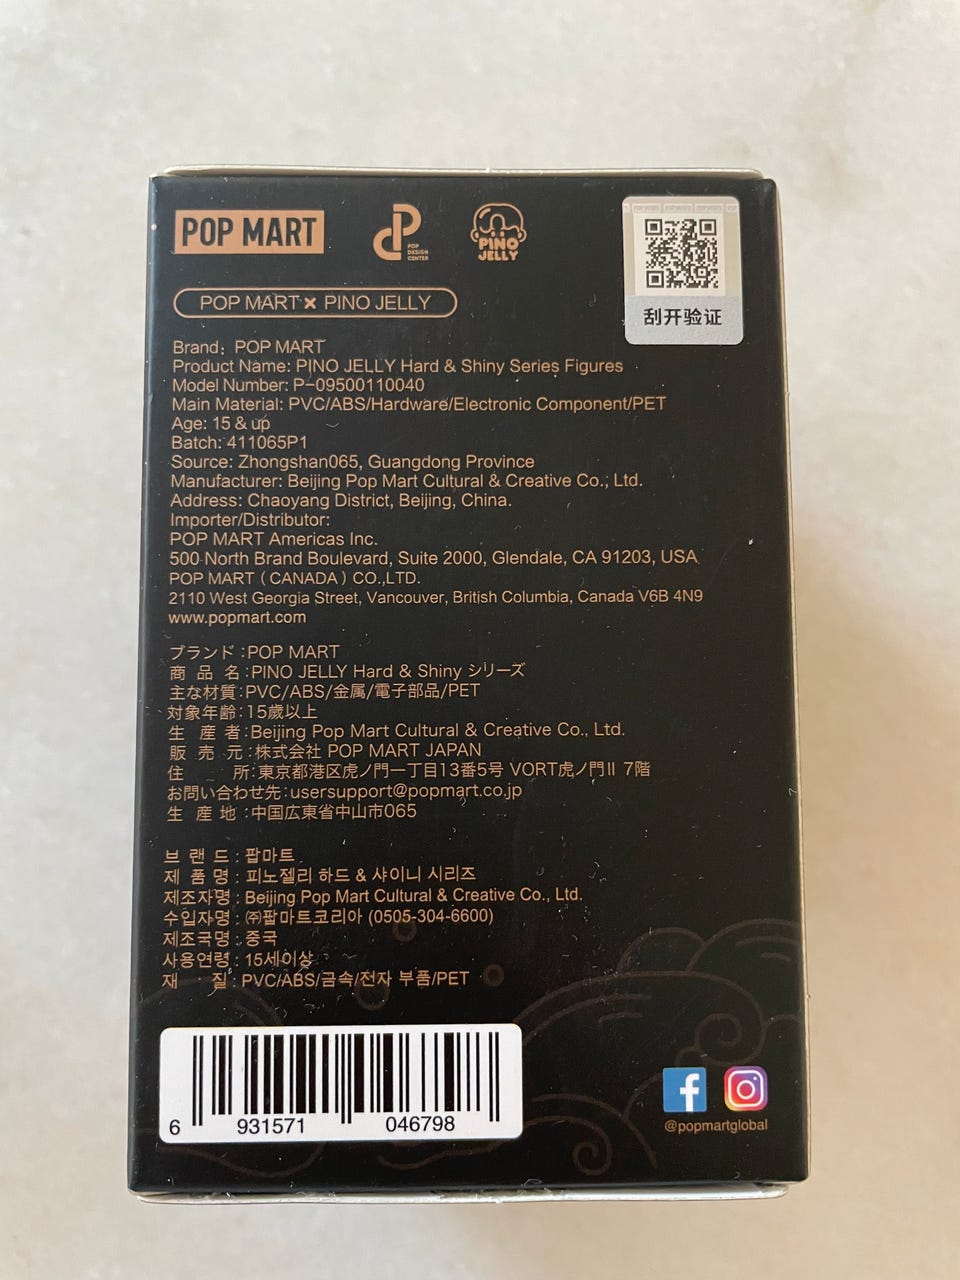 POP MART
POP
DESIGN
CENTER
PINO
JELLY
刮开验证
POP MART × PINO JELLY
Brand: POP MART
Product Name: PINO JELLY Hard & Shiny Series Figures
Model Number: P-09500110040
Main Material: PVC/ABS/Hardware/Electronic Component/PET
Age: 15 & up
Batch: 411065P1
Source: Zhongshan065, Guangdong Province
Manufacturer: Beijing Pop Mart Cultural & Creative Co., Ltd.
Address: Chaoyang District, Beijing, China.
Importer/Distributor:
POP MART Americas Inc.
500 North Brand Boulevard, Suite 2000, Glendale, CA 91203, USA
POP MART (CANADA) CO.,LTD.
2110 West Georgia Street, Vancouver, British Columbia, Canada V6B 4N9
www.popmart.com
ブランド:POP MART
商品名:PINO JELLY Hard & Shiny シリーズ
主な材質:PVC/ABS/金属/電子部品/PET
対象年齢:15歳以上
生産者:Beijing Pop Mart Cultural & Creative Co., Ltd.
販売元:株式会社 POP MART JAPAN
住所:東京都港区虎ノ門一丁目13番5号 VORT虎ノ門II 7階
お問い合わせ先:usersupport@popmart.co.jp
生産地:中国広東省中山市065
브랜드 : 팝마트
제품명 : 피노젤리 하드 & 샤이니 시리즈
제조자명 : Beijing Pop Mart Cultural & Creative Co., Ltd.
수입자명 : ㈜팝마트코리아 (0505-304-6600)
제조국명 : 중국
사용연령 : 15세이상
재질 : PVC/ABS/금속/전자 부품/PET
6 931571 046798
@popmartglobal